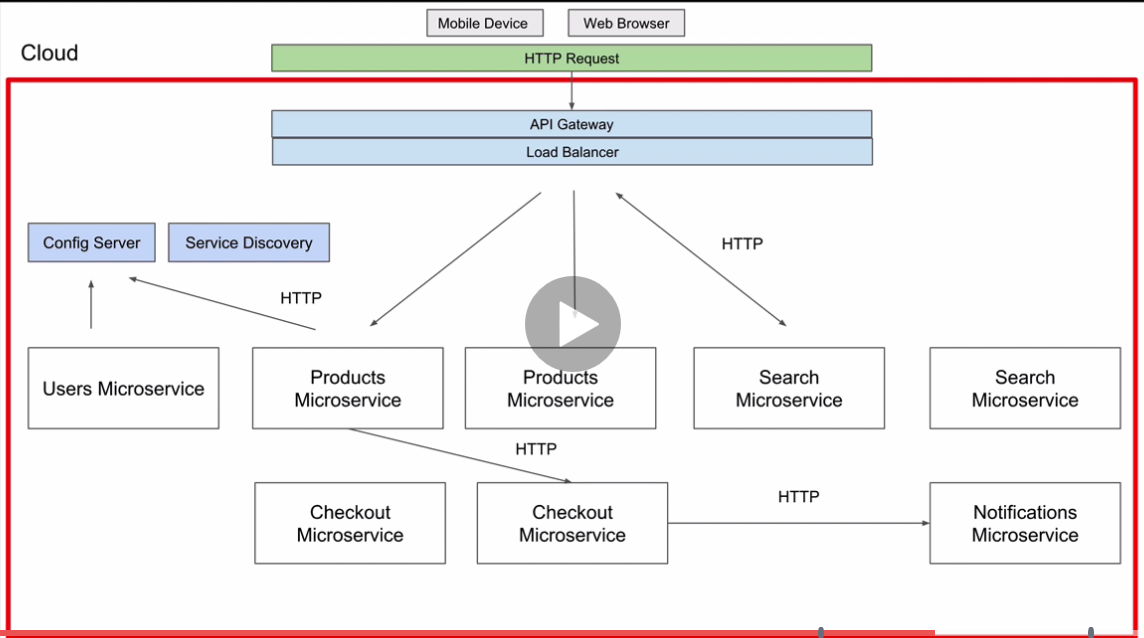 Mobile Device
Web Browser
Cloud
HTTP Request
API Gateway
Load Balancer
Config Server
Service Discovery
HTTP
HTTP
Users Microservice
Products
Microservice
Products
Microservice
Search
Microservice
Search
Microservice
HTTP
Checkout
Microservice
Checkout
Microservice
HTTP
Notifications
Microservice